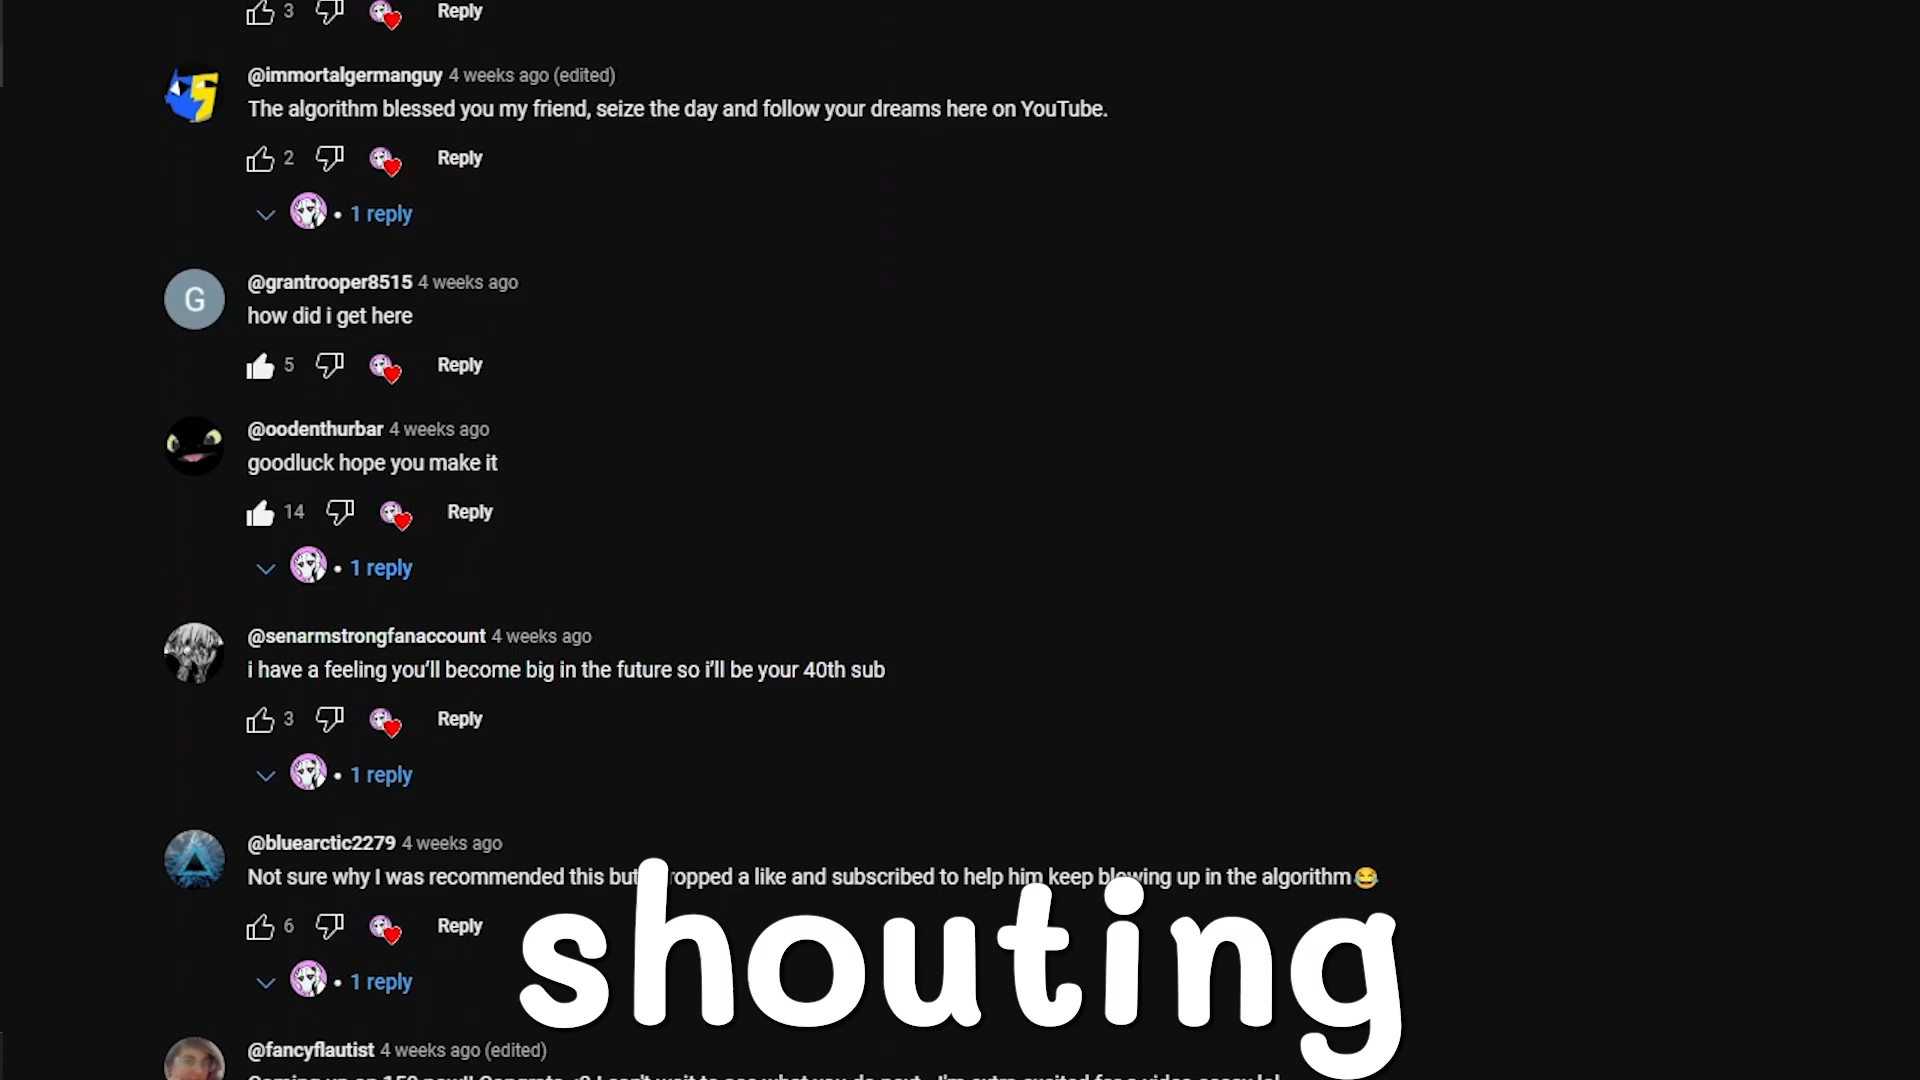 3 Reply
@immortalgermanguy 4 weeks ago (edited)
The algorithm blessed you my friend, seize the day and follow your dreams here on YouTube.
2 Reply
• 1 reply
G
@grantrooper8515 4 weeks ago
how did i get here
5 Reply
@oodenthurbar 4 weeks ago
goodluck hope you make it
14 Reply
• 1 reply
@senarmstrongfanaccount 4 weeks ago
i have a feeling you'll become big in the future so i'll be your 40th sub
3 Reply
• 1 reply
@bluearctic2279 4 weeks ago
Not sure why I was recommended this but dropped a like and subscribed to help him keep blowing up in the algorithm😂
6 Reply
• 1 reply
shouting
@fancyflautist 4 weeks ago (edited)